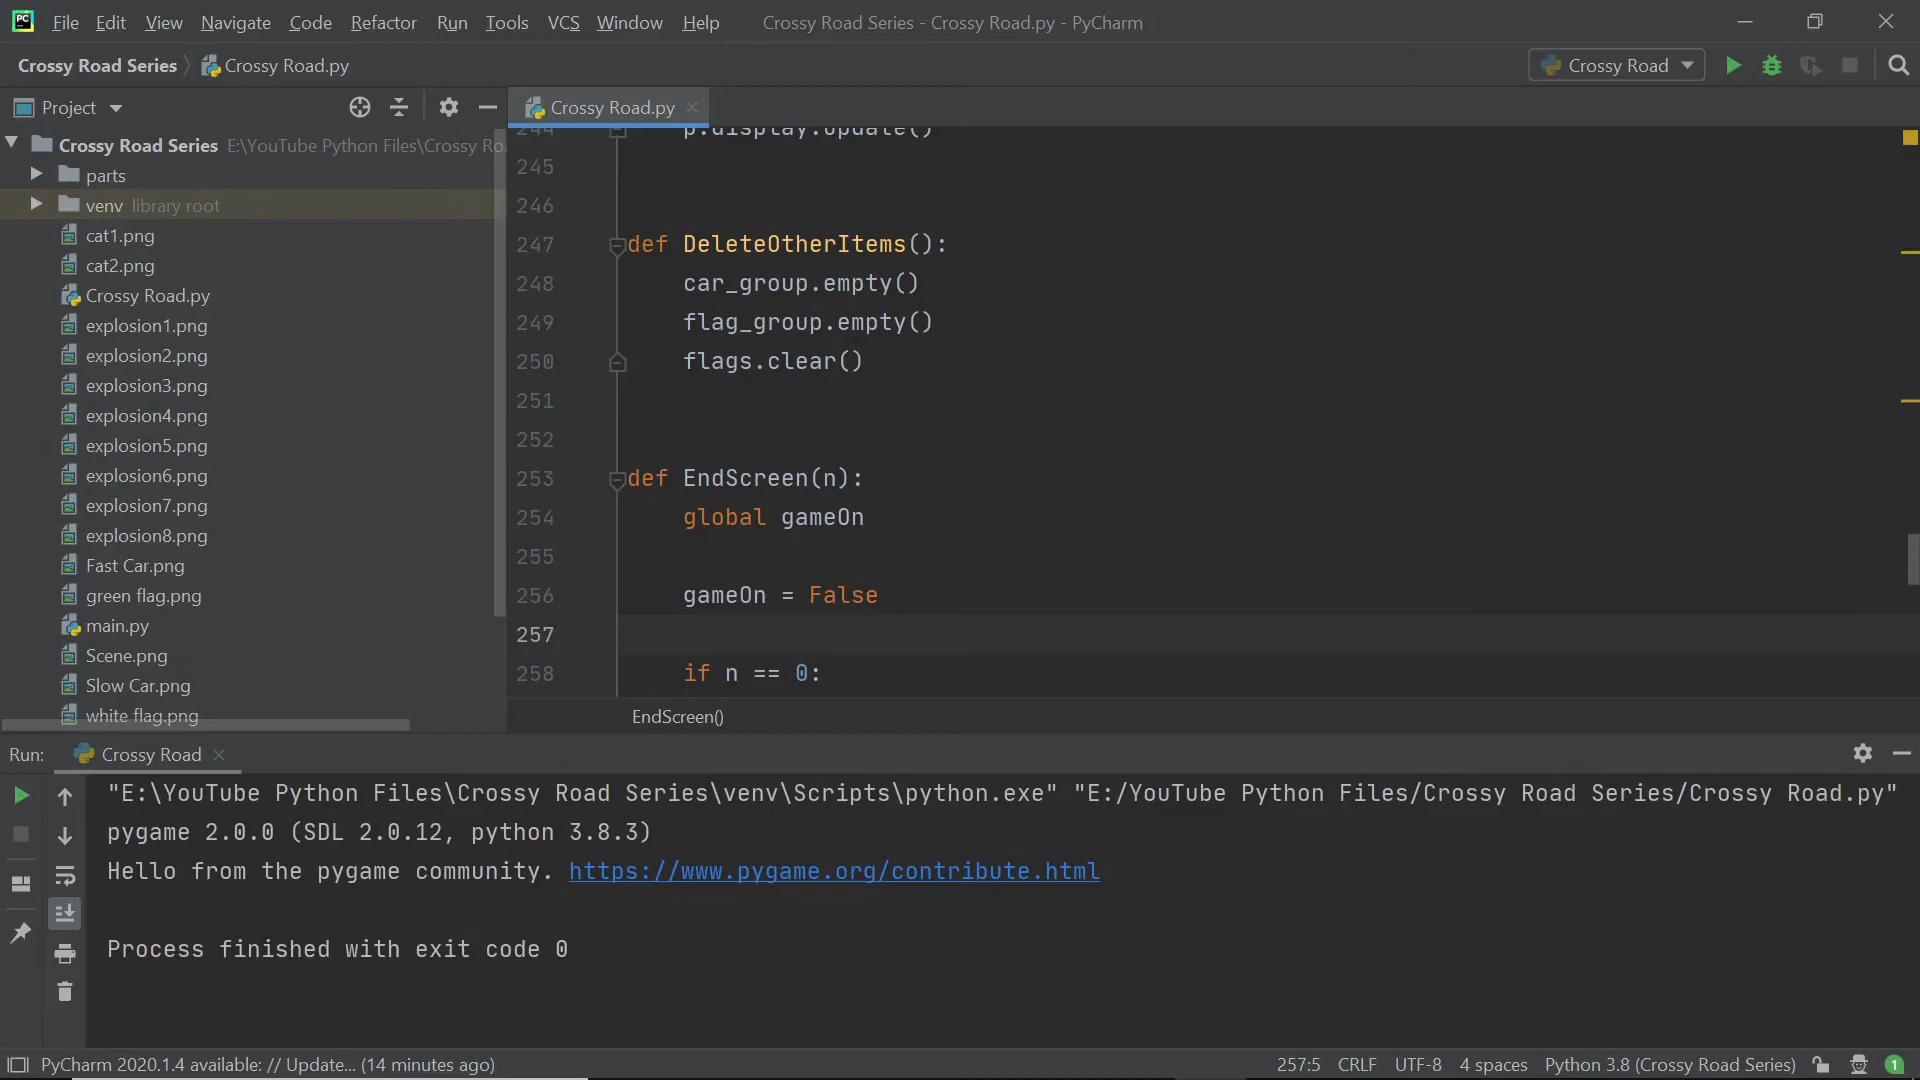 PC File Edit View Navigate Code Refactor Run Tools VCS Window Help Crossy Road Series - Crossy Road.py - PyCharm
Crossy Road Series Crossy Road.py Crossy Road
Project Crossy Road.py
Crossy Road Series E:\YouTube Python Files\Crossy Ro
parts
venv library root
cat1.png
cat2.png
Crossy Road.py
explosion1.png
explosion2.png
explosion3.png
explosion4.png
explosion5.png
explosion6.png
explosion7.png
explosion8.png
Fast Car.png
green flag.png
main.py
Scene.png
Slow Car.png
white flag.png
244 p.display.update()
245
246
247 def DeleteOtherItems():
248 car_group.empty()
249 flag_group.empty()
250 flags.clear()
251
252
253 def EndScreen(n):
254 global gameOn
255
256 gameOn = False
257
258 if n == 0:
EndScreen()
Run: Crossy Road
"E:\YouTube Python Files\Crossy Road Series\venv\Scripts\python.exe" "E:/YouTube Python Files/Crossy Road Series/Crossy Road.py"
pygame 2.0.0 (SDL 2.0.12, python 3.8.3)
Hello from the pygame community. https://www.pygame.org/contribute.html
Process finished with exit code 0
PyCharm 2020.1.4 available: // Update... (14 minutes ago) 257:5 CRLF UTF-8 4 spaces Python 3.8 (Crossy Road Series) 1